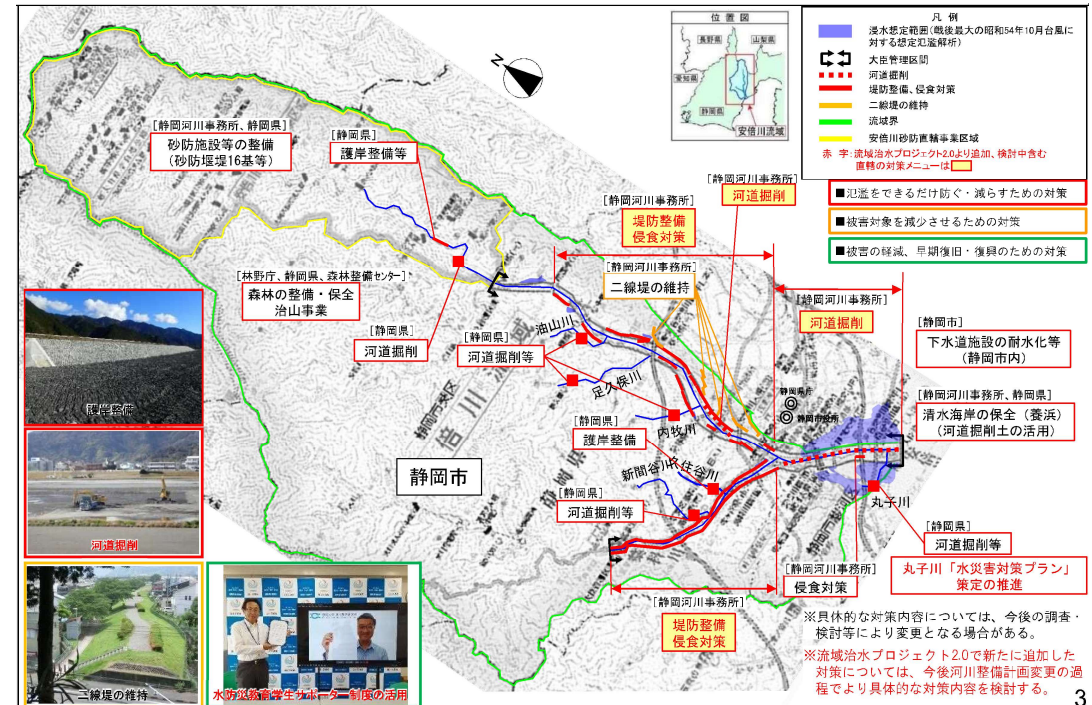 位置図
長野県
山梨県
愛知県
静岡県
安倍川流域
凡例
浸水想定範囲(戦後最大の昭和54年10月台風に
対する想定氾濫解析)
大臣管理区間
河道掘削
堤防整備、侵食対策
二線堤の維持
流域界
安倍川砂防直轄事業区域
赤 字:流域治水プロジェクト2.0より追加、検討中含む
直轄の対策メニューは
■氾濫をできるだけ防ぐ・減らすための対策
■被害対象を減少させるための対策
■被害の軽減、早期復旧・復興のための対策
N
[静岡河川事務所、静岡県]
砂防施設等の整備
(砂防堰堤16基等)
[静岡県]
護岸整備等
[静岡河川事務所]
河道掘削
[静岡河川事務所]
堤防整備
侵食対策
[林野庁、静岡県、森林整備センター]
森林の整備・保全
治山事業
[静岡河川事務所]
二線堤の維持
[静岡河川事務所]
河道掘削
[静岡県]
河道掘削
[静岡県]
河道掘削等
油山川
足久保川
内牧川
静岡県庁
静岡市役所
[静岡市]
下水道施設の耐水化等
(静岡市内)
[静岡河川事務所、静岡県]
清水海岸の保全(養浜)
(河道掘削土の活用)
[静岡県]
護岸整備
新間谷川
久住谷川
静岡市
[静岡県]
河道掘削等
丸子川
[静岡県]
河道掘削等
丸子川「水災害対策プラン」
策定の推進
[静岡河川事務所]
侵食対策
[静岡河川事務所]
堤防整備
侵食対策
護岸整備
河道掘削
二線堤の維持
水防災教育学生サポーター制度の活用
※具体的な対策内容については、今後の調査・
検討等により変更となる場合がある。
※流域治水プロジェクト2.0で新たに追加した
対策については、今後河川整備計画変更の過
程でより具体的な対策内容を検討する。
3